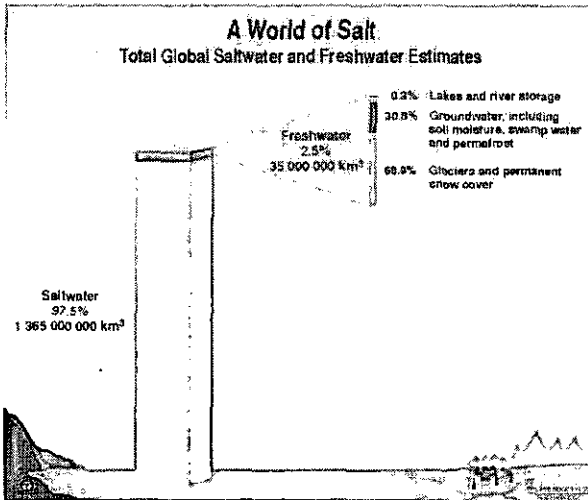 A World of Salt
Total Global Saltwater and Freshwater Estimates
0.3% Lakes and river storage
30.8% Groundwater, including
soil moisture, swamp water
and permafrost
Freshwater
2.5%
35 000 000 km³
68.9% Glaciers and permanent
snow cover
Saltwater
97.5%
1 365 000 000 km³